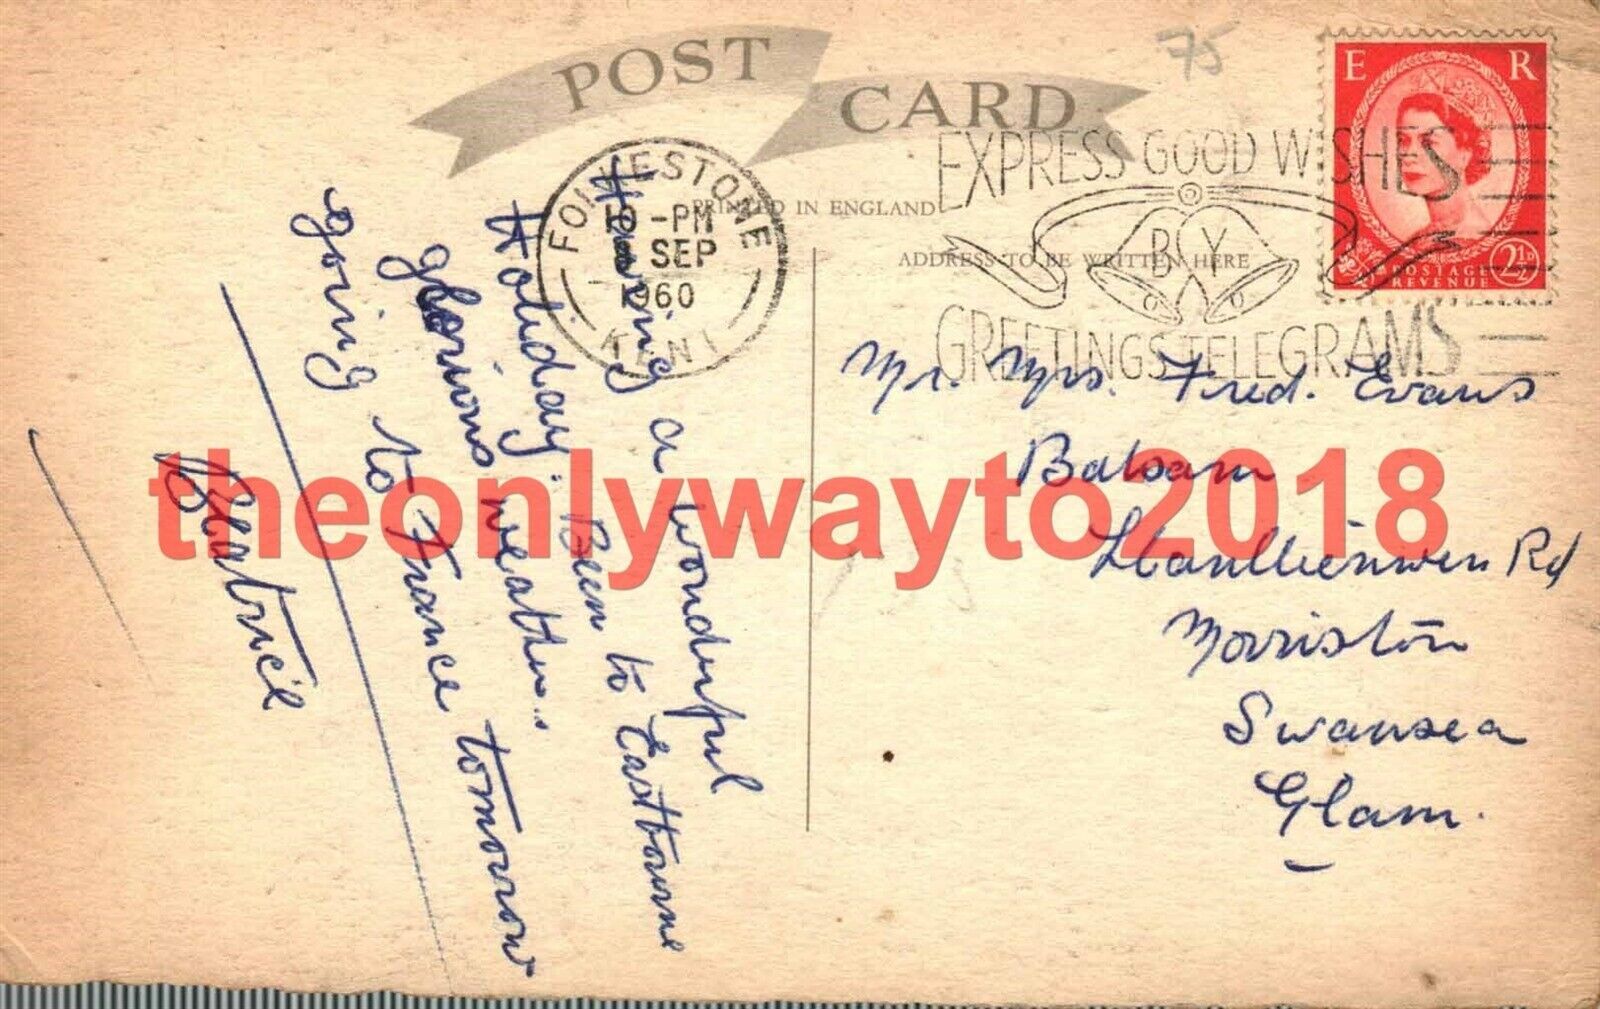 POST CARD
75
E R
POSTAGE
REVENUE
2½D
FOLKESTONE
10-PM
SEP
1960
KENT
EXPRESS GOOD WISHES
BY
GREETINGS TELEGRAMS
PRINTED IN ENGLAND
ADDRESS TO BE WRITTEN HERE
Having a wonderful
Holiday. Been to Eastbourne
glorious weather..
going to France tomorrow
Beatrice
Mr. Mrs. Fred. Evans
Balsam
Rd
Morriston
Swansea
Glam.
theonlywayto2018